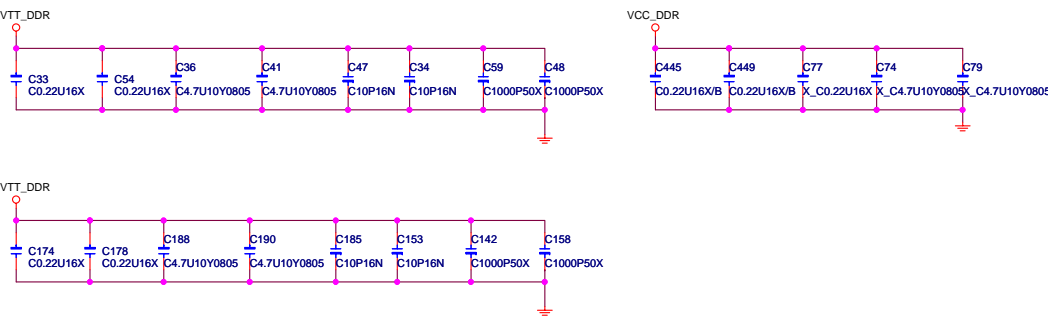 VTT_DDR
C33
C0.22U16X
C54
C0.22U16X
C36
C4.7U10Y0805
C41
C4.7U10Y0805
C47
C10P16N
C34
C10P16N
C59
C1000P50X
C48
C1000P50X
VCC_DDR
C445
C0.22U16X/B
C449
C0.22U16X/B
C77
X_C0.22U16X
C74
X_C4.7U10Y0805
C79
X_C4.7U10Y0805
VTT_DDR
C174
C0.22U16X
C178
C0.22U16X
C188
C4.7U10Y0805
C190
C4.7U10Y0805
C185
C10P16N
C153
C10P16N
C142
C1000P50X
C158
C1000P50X